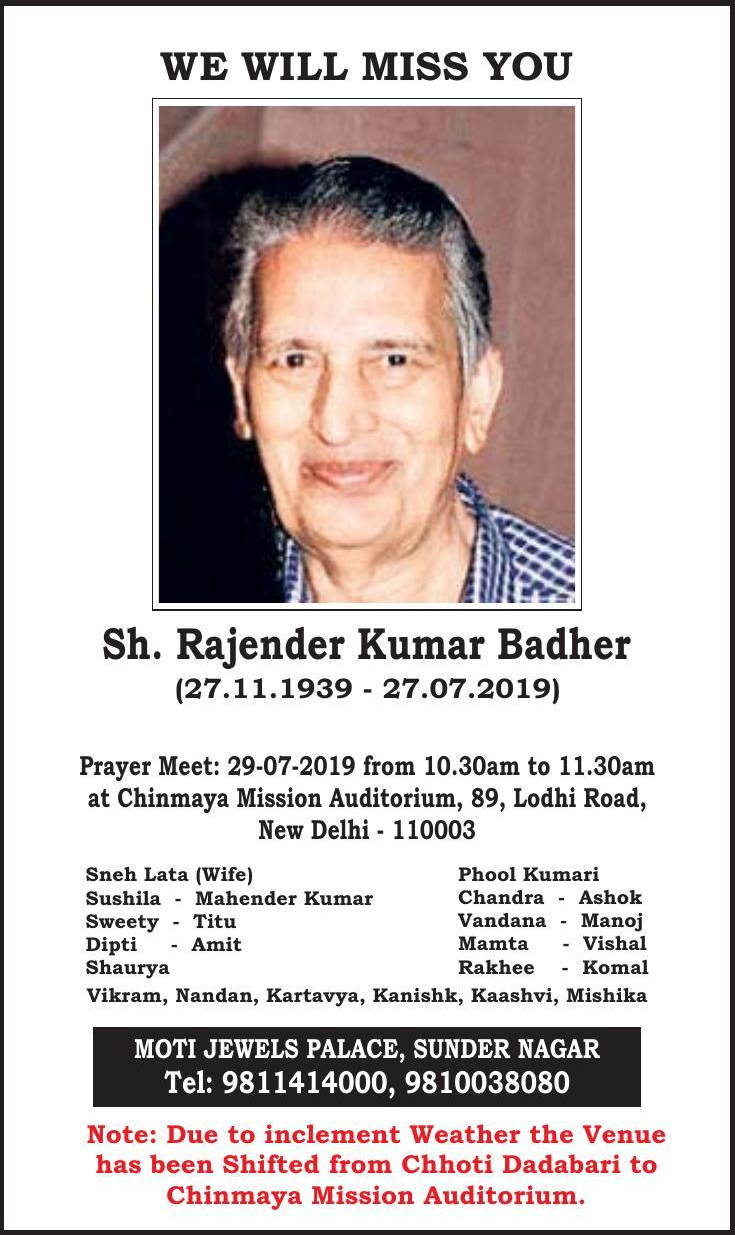 WE WILL MISS YOU
Sh. Rajender Kumar Badher
(27.11.1939 - 27.07.2019)
Prayer Meet: 29-07-2019 from 10.30am to 11.30am
at Chinmaya Mission Auditorium, 89, Lodhi Road,
New Delhi - 110003
Sneh Lata (Wife)
Sushila - Mahender Kumar
Sweety - Titu
Dipti - Amit
Shaurya
Phool Kumari
Chandra - Ashok
Vandana - Manoj
Mamta - Vishal
Rakhee - Komal
Vikram, Nandan, Kartavya, Kanishk, Kaashvi, Mishika
MOTI JEWELS PALACE, SUNDER NAGAR
Tel: 9811414000, 9810038080
Note: Due to inclement Weather the Venue
has been Shifted from Chhoti Dadabari to
Chinmaya Mission Auditorium.